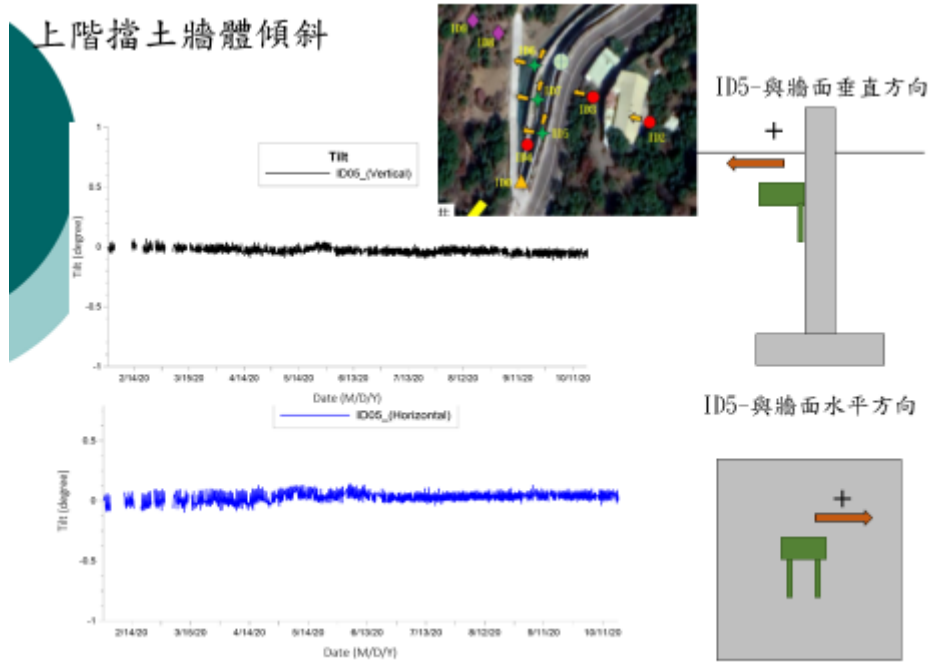 上階擋土牆體傾斜
ID5-與牆面垂直方向
+
Tilt
ID05_(Vertical)
1
0.5
0
-0.5
-1
Tilt (degree)
2/14/20 3/15/20 4/14/20 5/14/20 6/13/20 7/13/20 8/12/20 9/11/20 10/11/20
Date (M/D/Y)
ID7
ID5
ID3
ID2
ID5-與牆面水平方向
+
ID05_(Horizontal)
0.5
0
-0.5
-1
Tilt (degree)
2/14/20 3/15/20 4/14/20 5/14/20 6/13/20 7/13/20 8/12/20 9/11/20 10/11/20
Date (M/D/Y)